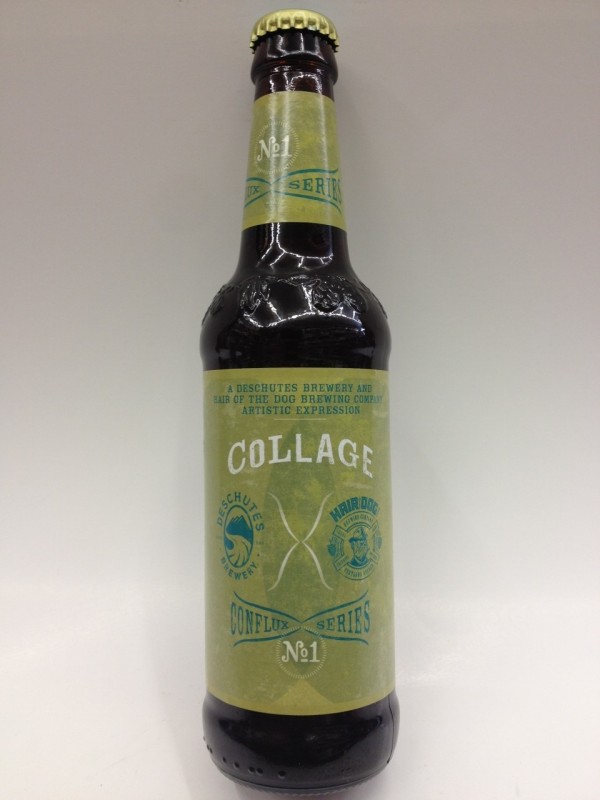 №1
UX SERIES
A DESCHUTES BREWERY AND
HAIR OF THE DOG BREWING COMPANY
ARTISTIC EXPRESSION
COLLAGE
DESCHUTES
BREWERY
HAIR DOG
CONFLUX SERIES
№1